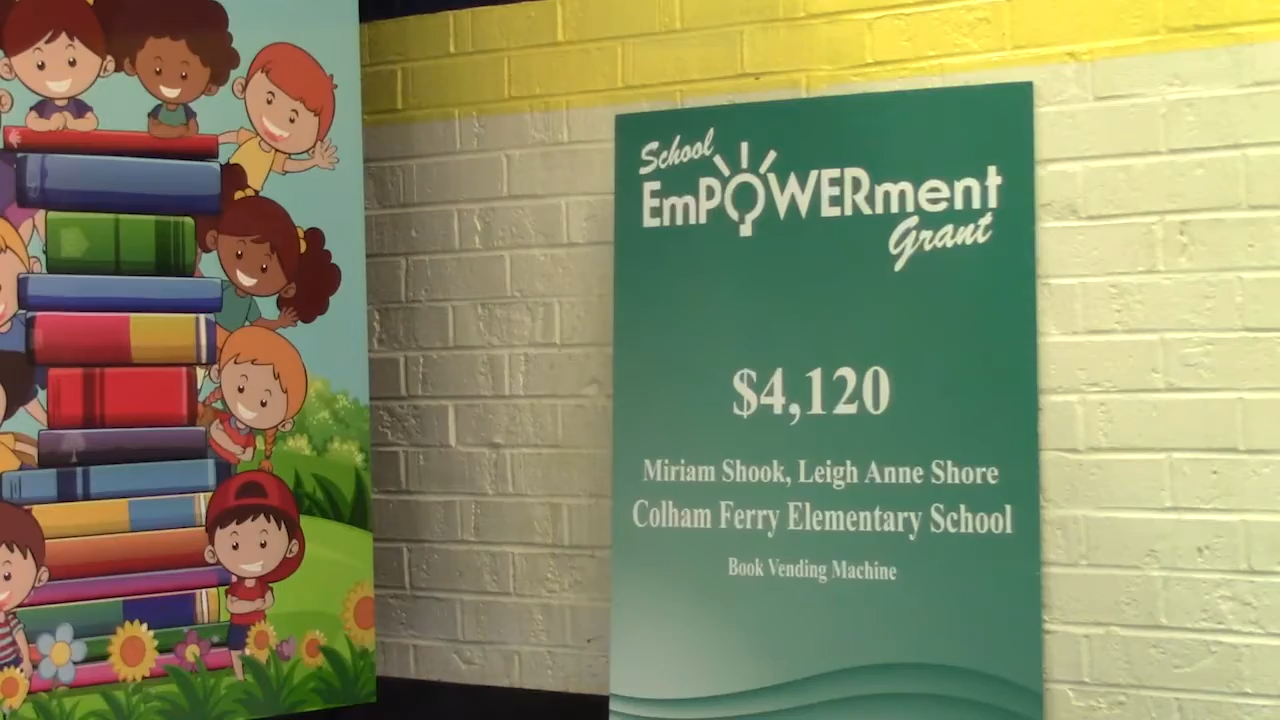 School
EmPOWERment
Grant
$4,120
Miriam Shook, Leigh Anne Shore
Colham Ferry Elementary School
Book Vending Machine